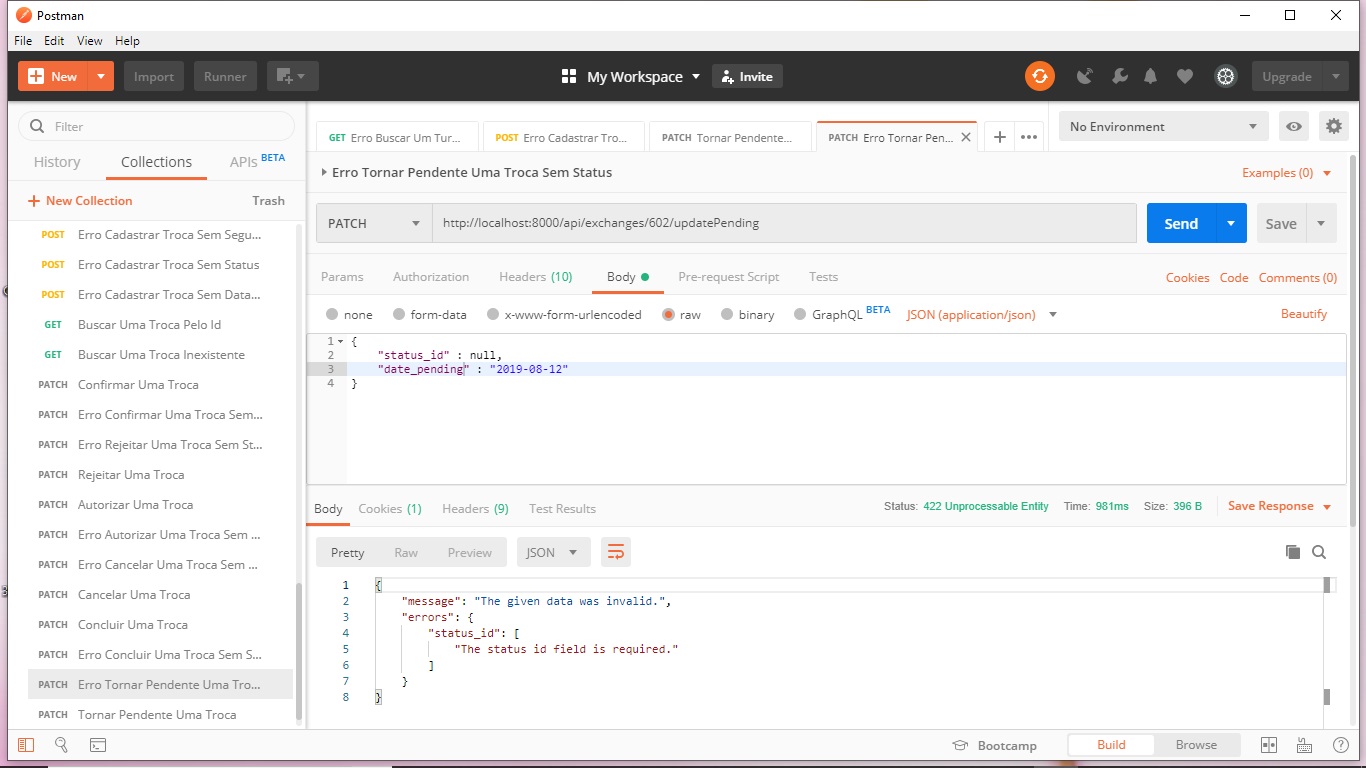 Postman
File Edit View Help
New Import Runner My Workspace Invite Upgrade
Filter
History Collections APIs BETA
New Collection Trash
POST Erro Cadastrar Troca Sem Segu...
POST Erro Cadastrar Troca Sem Status
POST Erro Cadastrar Troca Sem Data...
GET Buscar Uma Troca Pelo Id
GET Buscar Uma Troca Inexistente
PATCH Confirmar Uma Troca
PATCH Erro Confirmar Uma Troca Sem...
PATCH Erro Rejeitar Uma Troca Sem St...
PATCH Rejeitar Uma Troca
PATCH Autorizar Uma Troca
PATCH Erro Autorizar Uma Troca Sem ...
PATCH Erro Cancelar Uma Troca Sem ...
PATCH Cancelar Uma Troca
PATCH Concluir Uma Troca
PATCH Erro Concluir Uma Troca Sem S...
PATCH Erro Tornar Pendente Uma Tro...
PATCH Tornar Pendente Uma Troca
GET Erro Buscar Um Tur... POST Erro Cadastrar Tro... PATCH Tornar Pendente... PATCH Erro Tornar Pen... No Environment
Erro Tornar Pendente Uma Troca Sem Status Examples (0)
PATCH http://localhost:8000/api/exchanges/602/updatePending Send Save
Params Authorization Headers (10) Body Pre-request Script Tests Cookies Code Comments (0)
none form-data x-www-form-urlencoded raw binary GraphQL BETA JSON (application/json) Beautify
1 {
2 "status_id" : null,
3 "date_pending" : "2019-08-12"
4 }
Body Cookies (1) Headers (9) Test Results Status: 422 Unprocessable Entity Time: 981ms Size: 396 B Save Response
Pretty Raw Preview JSON
1 {
2 "message": "The given data was invalid.",
3 "errors": {
4 "status_id": [
5 "The status id field is required."
6 ]
7 }
8 }
Bootcamp Build Browse